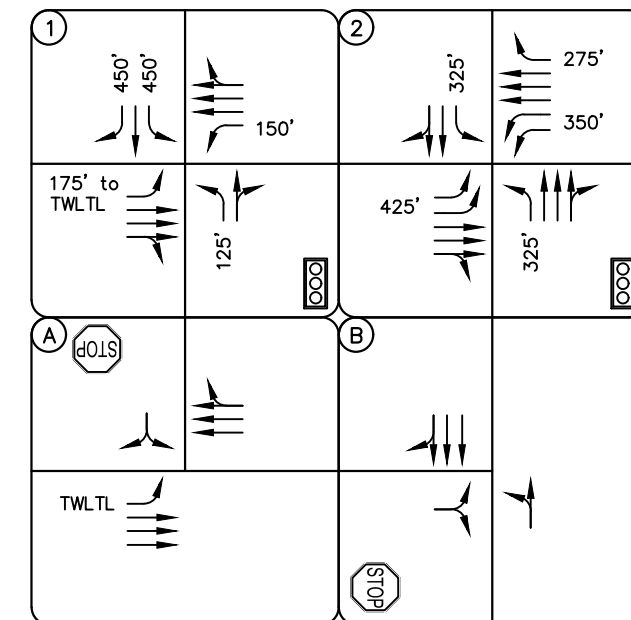 1
450'
450'
150'
175' to
TWLTL
125'
2
325'
275'
350'
425'
325'
A
STOP
TWLTL
B
STOP